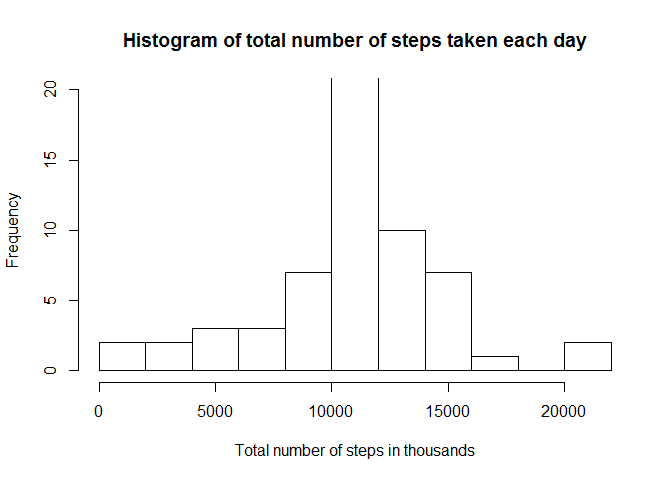 Histogram of total number of steps taken each day
Frequency
20
15
10
5
0
0 5000 10000 15000 20000
Total number of steps in thousands